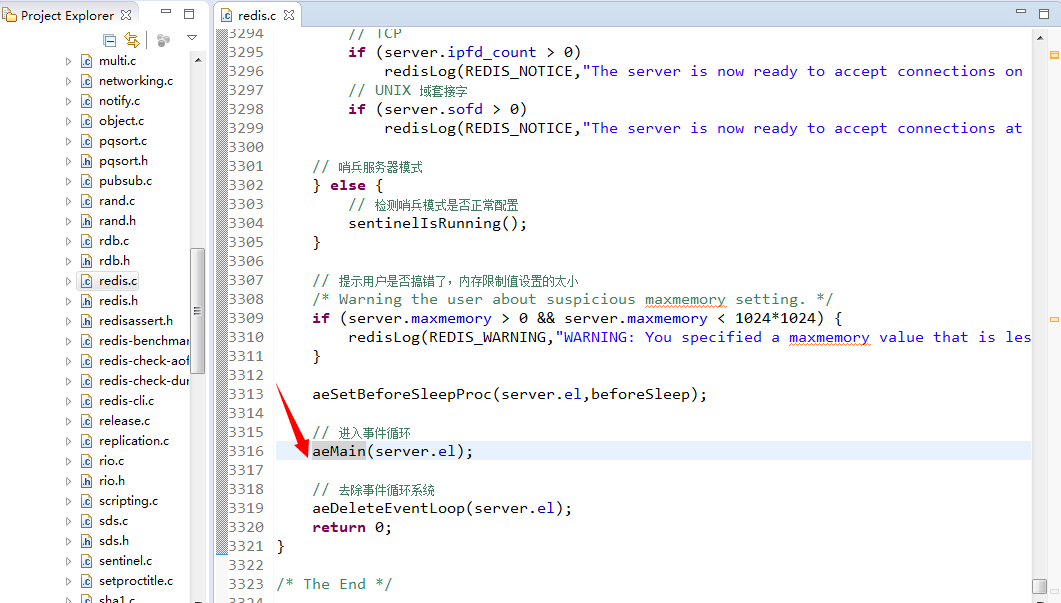 Project Explorer
multi.c
networking.c
notify.c
object.c
pqsort.c
pqsort.h
pubsub.c
rand.c
rand.h
rdb.c
rdb.h
redis.c
redis.h
redisassert.h
redis-benchmar
redis-check-aof
redis-check-dur
redis-cli.c
release.c
replication.c
rio.c
rio.h
scripting.c
sds.c
sds.h
sentinel.c
setproctitle.c
sha1.c
redis.c
3294 // TCP
3295 if (server.ipfd_count > 0)
3296 redisLog(REDIS_NOTICE,"The server is now ready to accept connections on
3297 // UNIX 域套接字
3298 if (server.sofd > 0)
3299 redisLog(REDIS_NOTICE,"The server is now ready to accept connections at
3300
3301 // 哨兵服务器模式
3302 } else {
3303 // 检测哨兵模式是否正常配置
3304 sentinelIsRunning();
3305 }
3306
3307 // 提示用户是否搞错了，内存限制值设置的太小
3308 /* Warning the user about suspicious maxmemory setting. */
3309 if (server.maxmemory > 0 && server.maxmemory < 1024*1024) {
3310 redisLog(REDIS_WARNING,"WARNING: You specified a maxmemory value that is les
3311 }
3312
3313 aeSetBeforeSleepProc(server.el,beforeSleep);
3314
3315 // 进入事件循环
3316 aeMain(server.el);
3317
3318 // 去除事件循环系统
3319 aeDeleteEventLoop(server.el);
3320 return 0;
3321 }
3322
3323 /* The End */
3324